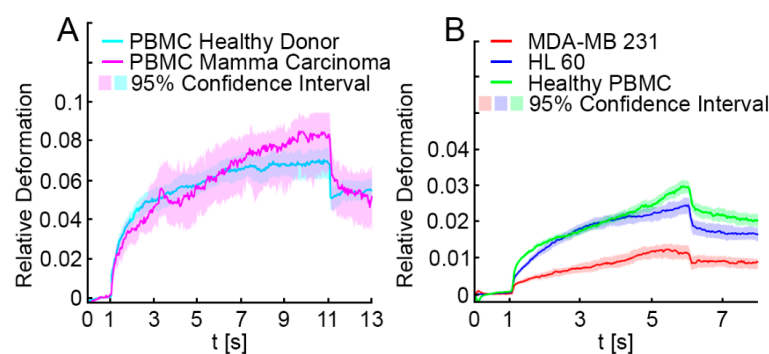 A
PBMC Healthy Donor
PBMC Mamma Carcinoma
95% Confidence Interval
Relative Deformation
0.1
0.08
0.06
0.04
0.02
0
0 1 3 5 7 9 11 13
t [s]
B
MDA-MB 231
HL 60
Healthy PBMC
95% Confidence Interval
Relative Deformation
0.04
0.03
0.02
0.01
0
0 1 3 5 7
t [s]